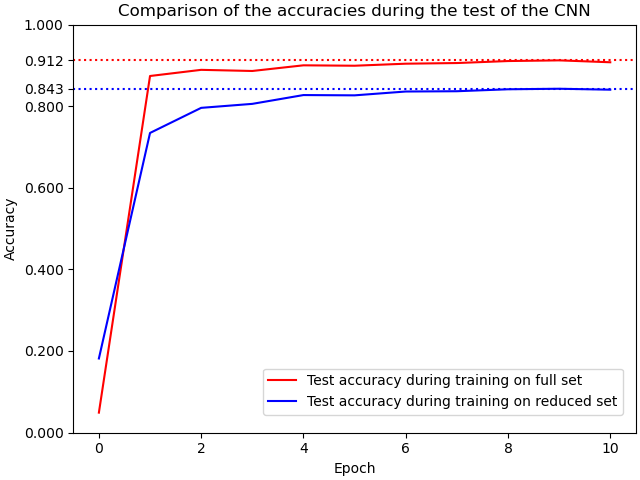 Comparison of the accuracies during the test of the CNN
1.000
0.912
0.843
0.800
0.600
0.400
0.200
0.000
Accuracy
Test accuracy during training on full set
Test accuracy during training on reduced set
0 2 4 6 8 10
Epoch